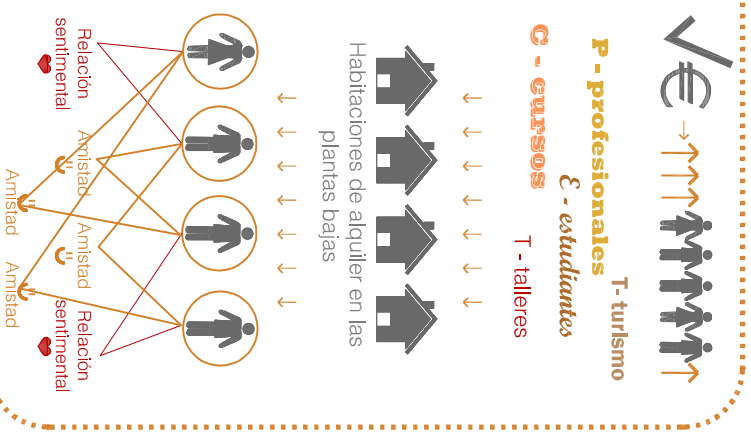 €
T- turismo
P - profesionales
E - estudiantes
C - cursos
T - talleres
Habitaciones de alquiler en las
plantas bajas
Relación
sentimental
Amistad
Amistad
Relación
sentimental
Amistad
Amistad